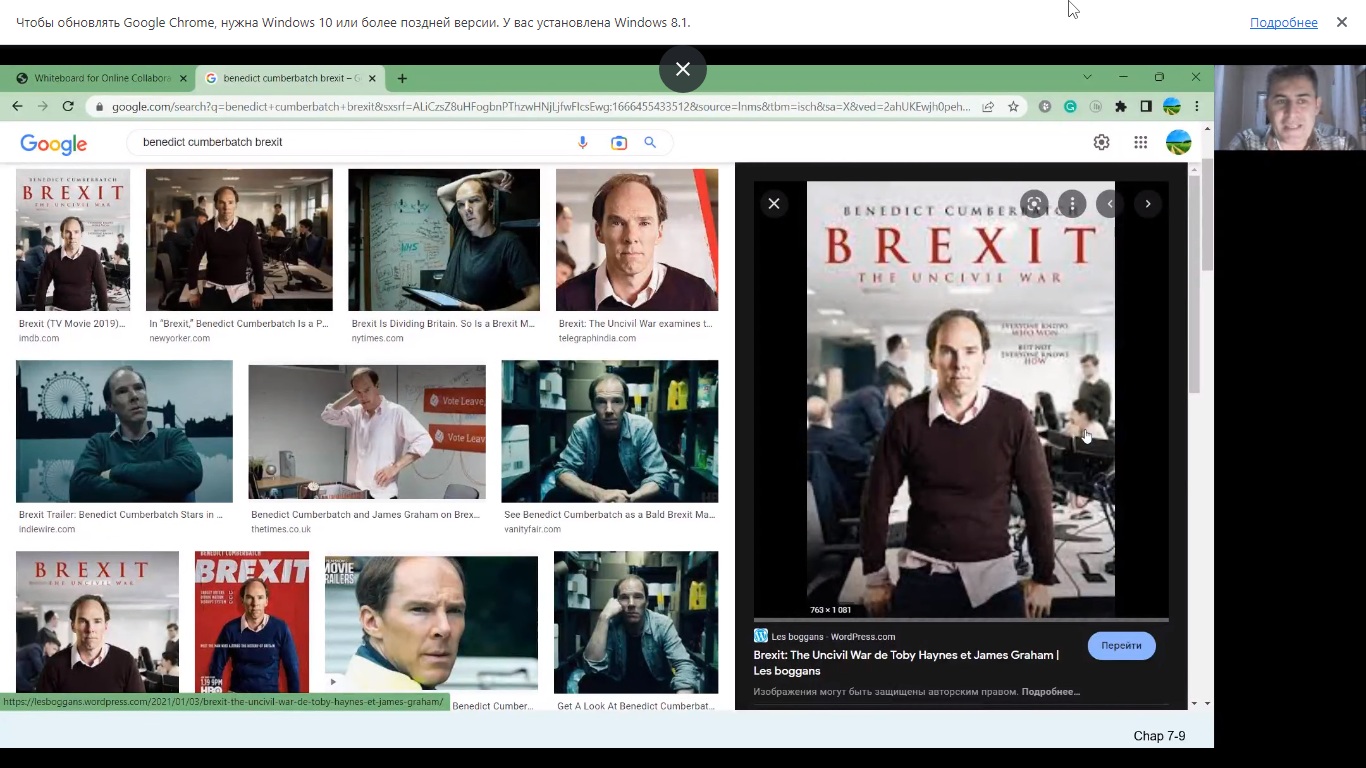 Чтобы обновлять Google Chrome, нужна Windows 10 или более поздней версии. У вас установлена Windows 8.1.
Подробнее
Whiteboard for Online Collabora
benedict cumberbatch brexit – G
google.com/search?q=benedict+cumberbatch+brexit&sxsrf=ALiCzsZ8uHFogbnPThzwHNjLjfwFIcsEwg:1666455433512&source=lnms&tbm=isch&sa=X&ved=2ahUKEwjh0peh...
Google
benedict cumberbatch brexit
BENEDICT CUMBERBATCH
BREXIT
THE UNCIVIL WAR
NHS
Brexit (TV Movie 2019)...
imdb.com
In "Brexit," Benedict Cumberbatch Is a P...
newyorker.com
Brexit Is Dividing Britain. So Is a Brexit M...
nytimes.com
Brexit: The Uncivil War examines t...
telegraphindia.com
Vote Leave,
Vote Leave
Brexit Trailer: Benedict Cumberbatch Stars in ...
indiewire.com
Benedict Cumberbatch and James Graham on Brex...
thetimes.co.uk
See Benedict Cumberbatch as a Bald Brexit Ma...
vanityfair.com
BREXIT
THE UNCIVIL WAR
BENEDICT CUMBERBATCH
BREXIT
1.19 9PM
HBO
MOVIE
TRAILERS
Benedict Cumber...
Get A Look At Benedict Cumberbat...
https://lesboggans.wordpress.com/2021/01/03/brexit-the-uncivil-war-de-toby-haynes-et-james-graham/
BENEDICT CUMBERBATCH
BREXIT
THE UNCIVIL WAR
EVERYONE KNOWS
WHO WON
BUT NOT
EVERYONE KNOWS
HOW
763 × 1 081
Les boggans · WordPress.com
Brexit: The Uncivil War de Toby Haynes et James Graham |
Les boggans
Перейти
Изображения могут быть защищены авторским правом. Подробнее...
Chap 7-9